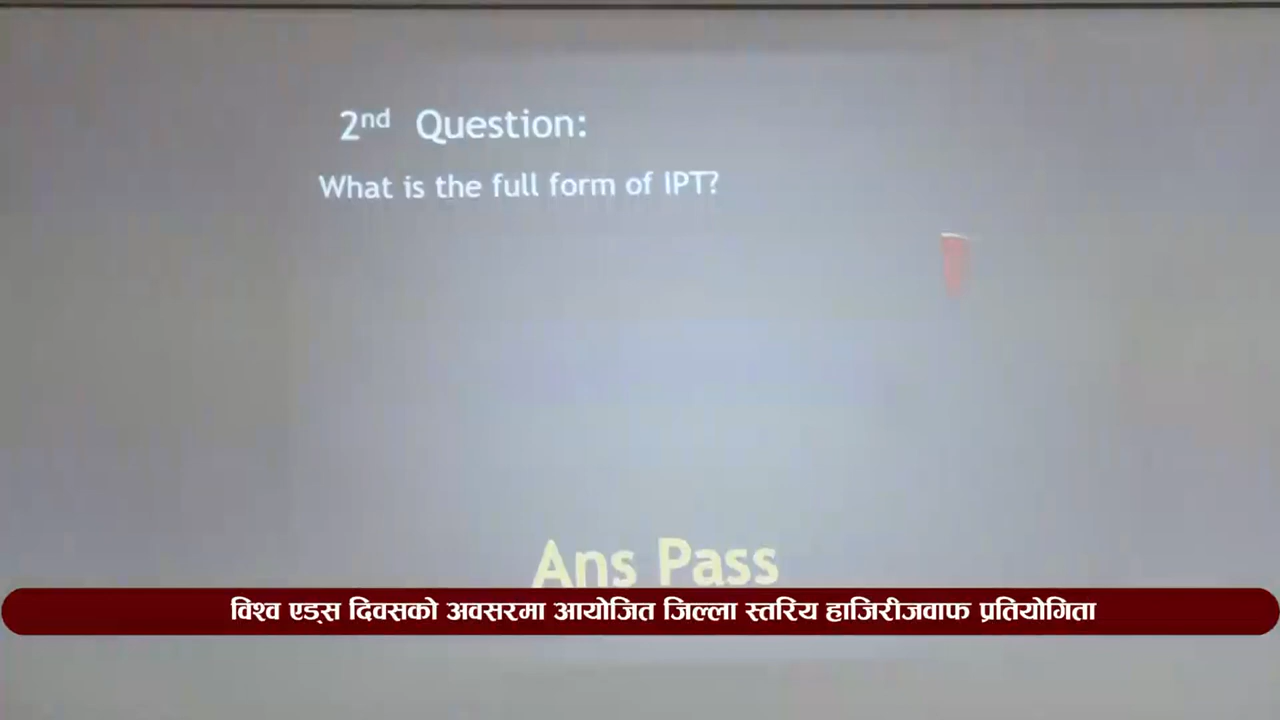 2nd Question:
What is the full form of IPT?
Ans Pass
विश्व एड्स दिवसको अवसरमा आयोजित जिल्ला स्तरिय हाजिरीजवाफ प्रतियोगिता